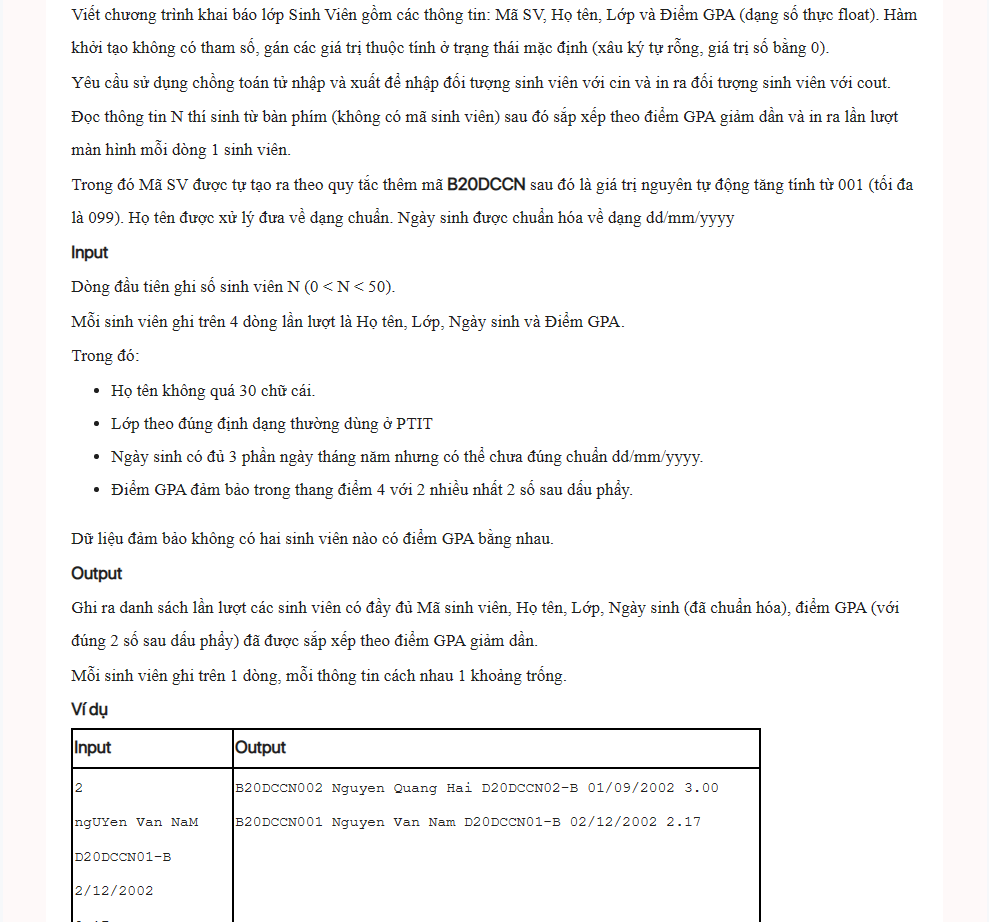 Viết chương trình khai báo lớp Sinh Viên gồm các thông tin: Mã SV, Họ tên, Lớp và Điểm GPA (dạng số thực float). Hàm
khởi tạo không có tham số, gán các giá trị thuộc tính ở trạng thái mặc định (xâu ký tự rỗng, giá trị số bằng 0).
Yêu cầu sử dụng chồng toán tử nhập và xuất để nhập đối tượng sinh viên với cin và in ra đối tượng sinh viên với cout.
Đọc thông tin N thí sinh từ bàn phím (không có mã sinh viên) sau đó sắp xếp theo điểm GPA giảm dần và in ra lần lượt
màn hình mỗi dòng 1 sinh viên.
Trong đó Mã SV được tự tạo ra theo quy tắc thêm mã B20DCCN sau đó là giá trị nguyên tự động tăng tính từ 001 (tối đa
là 099). Họ tên được xử lý đưa về dạng chuẩn. Ngày sinh được chuẩn hóa về dạng dd/mm/yyyy
Input
Dòng đầu tiên ghi số sinh viên N (0 < N < 50).
Mỗi sinh viên ghi trên 4 dòng lần lượt là Họ tên, Lớp, Ngày sinh và Điểm GPA.
Trong đó:
• Họ tên không quá 30 chữ cái.
• Lớp theo đúng định dạng thường dùng ở PTIT
• Ngày sinh có đủ 3 phần ngày tháng năm nhưng có thể chưa đúng chuẩn dd/mm/yyyy.
• Điểm GPA đảm bảo trong thang điểm 4 với 2 nhiều nhất 2 số sau dấu phẩy.
Dữ liệu đảm bảo không có hai sinh viên nào có điểm GPA bằng nhau.
Output
Ghi ra danh sách lần lượt các sinh viên có đầy đủ Mã sinh viên, Họ tên, Lớp, Ngày sinh (đã chuẩn hóa), điểm GPA (với
đúng 2 số sau dấu phẩy) đã được sắp xếp theo điểm GPA giảm dần.
Mỗi sinh viên ghi trên 1 dòng, mỗi thông tin cách nhau 1 khoảng trống.
Ví dụ
Input Output
2 B20DCCN002 Nguyen Quang Hai D20DCCN02-B 01/09/2002 3.00
ngUYen Van NaM B20DCCN001 Nguyen Van Nam D20DCCN01-B 02/12/2002 2.17
D20DCCN01-B
2/12/2002